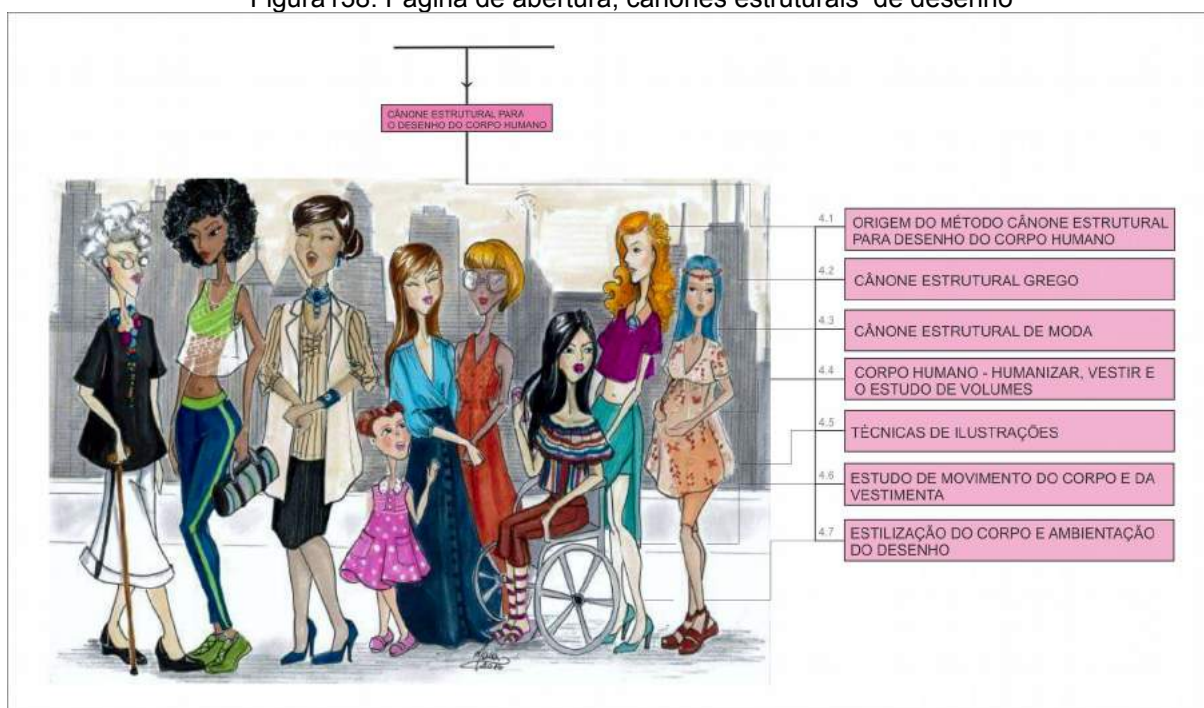 Figura158: Página de abertura, cânones estruturais de desenho
CÂNONE ESTRUTURAL PARA
O DESENHO DO CORPO HUMANO
4.1
ORIGEM DO MÉTODO CÂNONE ESTRUTURAL
PARA DESENHO DO CORPO HUMANO
4.2
CÂNONE ESTRUTURAL GREGO
4.3
CÂNONE ESTRUTURAL DE MODA
4.4
CORPO HUMANO - HUMANIZAR, VESTIR E
O ESTUDO DE VOLUMES
4.5
TÉCNICAS DE ILUSTRAÇÕES
4.6
ESTUDO DE MOVIMENTO DO CORPO E DA
VESTIMENTA
4.7
ESTILIZAÇÃO DO CORPO E AMBIENTAÇÃO
DO DESENHO